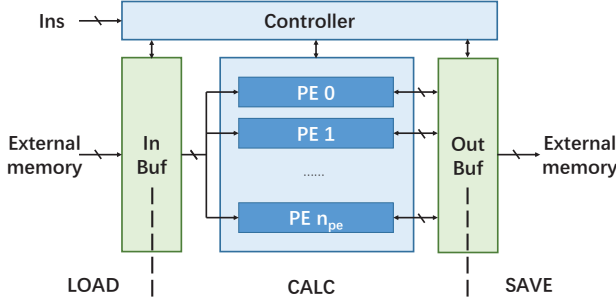 Ins
Controller
PE 0
PE 1
......
PE n_pe
External
memory
In
Buf
Out
Buf
External
memory
LOAD
CALC
SAVE